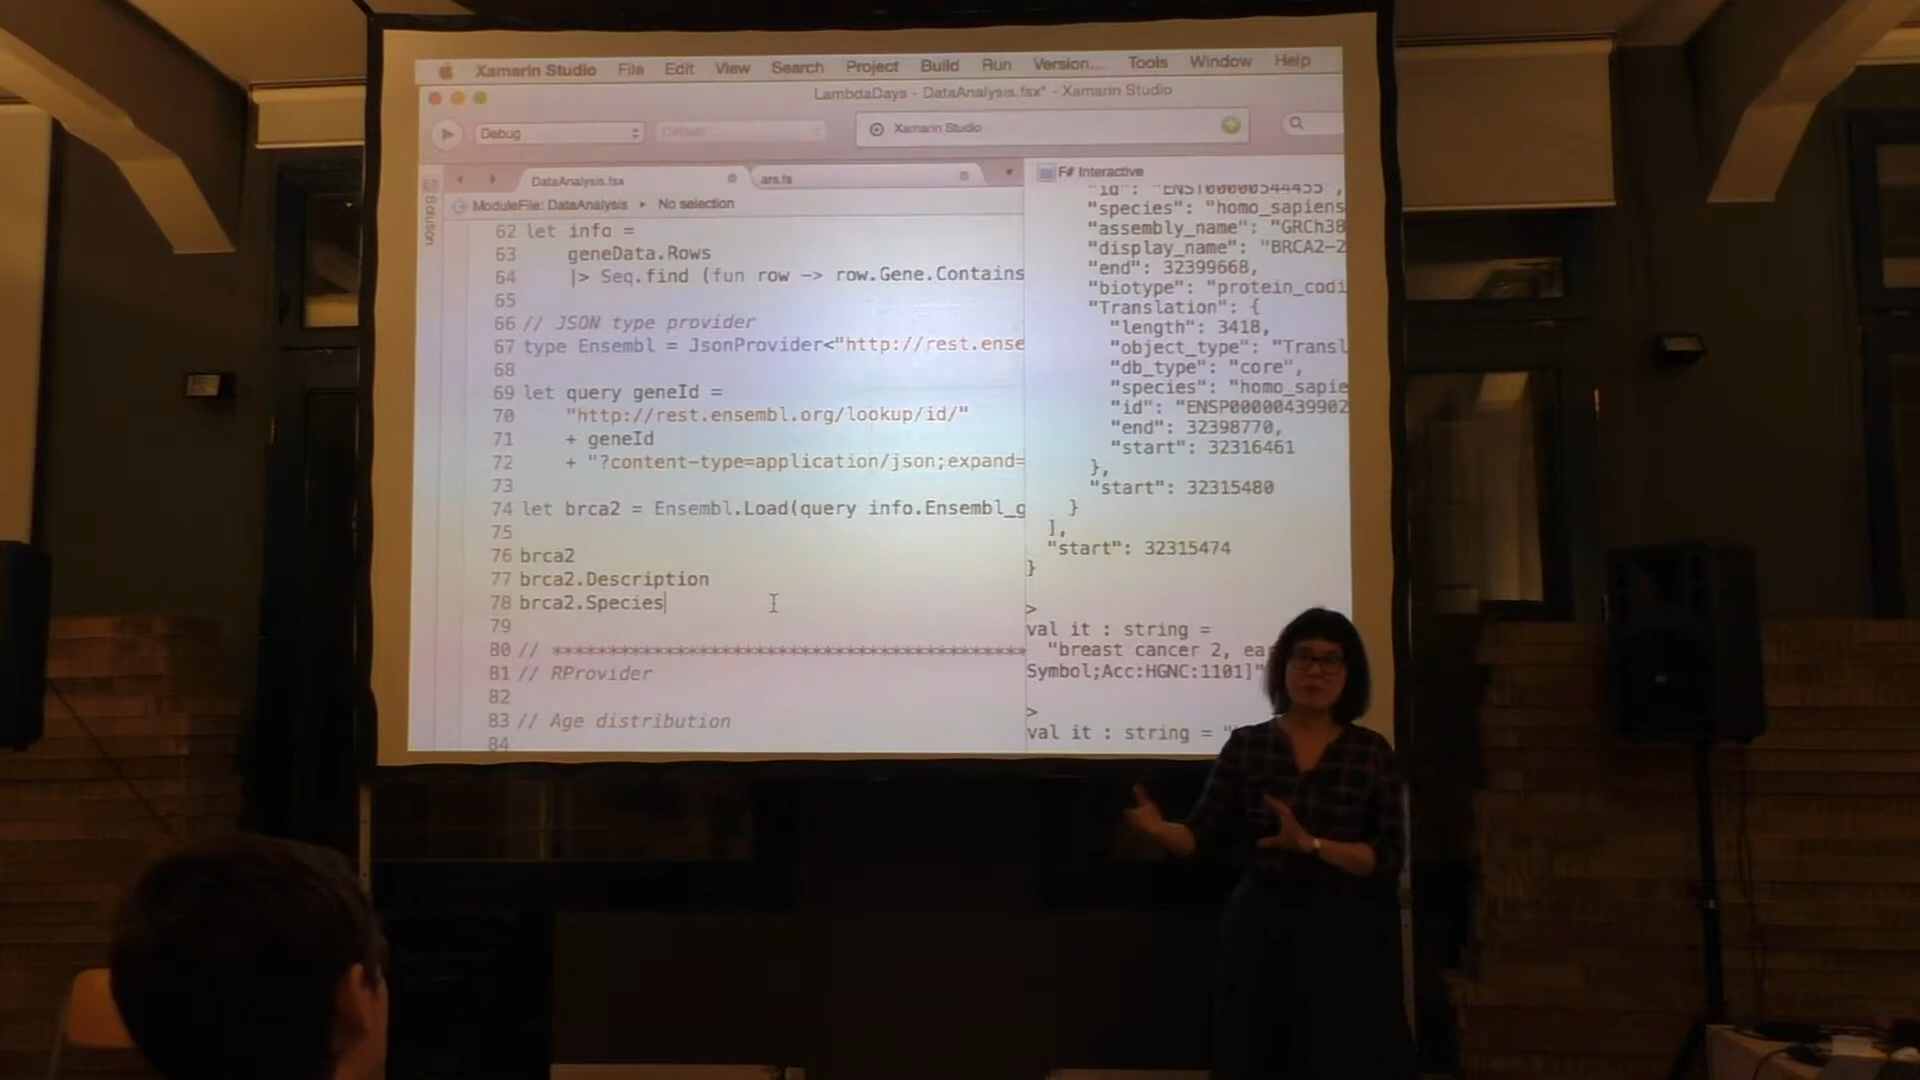 Xamarin Studio File Edit View Search Project Build Run Version... Tools Window Help
LambdaDays - DataAnalysis.fsx* - Xamarin Studio
Debug Default Xamarin Studio
Solution
DataAnalysis.fsx ars.fs
ModuleFile: DataAnalysis ▸ No selection
62 let info =
63 geneData.Rows
64 |> Seq.find (fun row -> row.Gene.Contains
65
66 // JSON type provider
67 type Ensembl = JsonProvider<"http://rest.ense
68
69 let query geneId =
70 "http://rest.ensembl.org/lookup/id/"
71 + geneId
72 + "?content-type=application/json;expand=
73
74 let brca2 = Ensembl.Load(query info.Ensembl_g
75
76 brca2
77 brca2.Description
78 brca2.Species
79
80 // ********************************************
81 // RProvider
82
83 // Age distribution
84
F# Interactive
"id": "ENST00000544455",
"species": "homo_sapiens
"assembly_name": "GRCh38
"display_name": "BRCA2-2
"end": 32399668,
"biotype": "protein_codi
"Translation": {
"length": 3418,
"object_type": "Transl
"db_type": "core",
"species": "homo_sapie
"id": "ENSP00000439902
"end": 32398770,
"start": 32316461
},
"start": 32315480
}
],
"start": 32315474
}
>
val it : string =
"breast cancer 2, ea
Symbol;Acc:HGNC:1101]"
>
val it : string = "